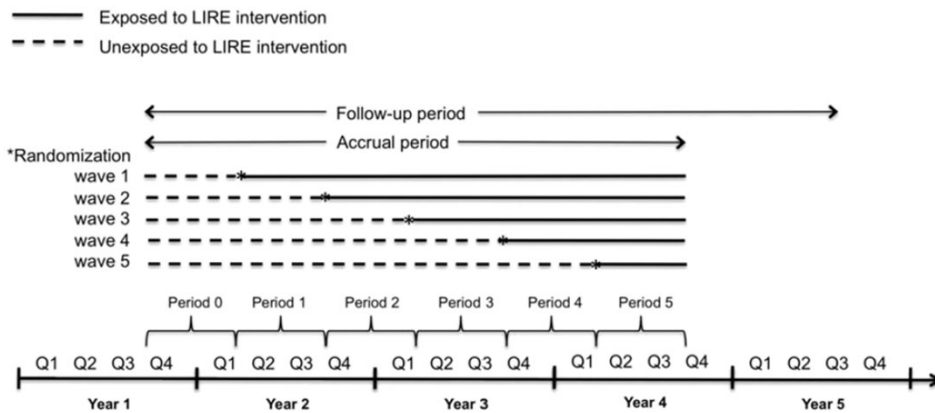 Exposed to LIRE intervention
Unexposed to LIRE intervention
Follow-up period
Accrual period
*Randomization
wave 1
wave 2
wave 3
wave 4
wave 5
Period 0 Period 1 Period 2 Period 3 Period 4 Period 5
Q1 Q2 Q3 Q4 Q1 Q2 Q3 Q4 Q1 Q2 Q3 Q4 Q1 Q2 Q3 Q4 Q1 Q2 Q3 Q4
Year 1 Year 2 Year 3 Year 4 Year 5